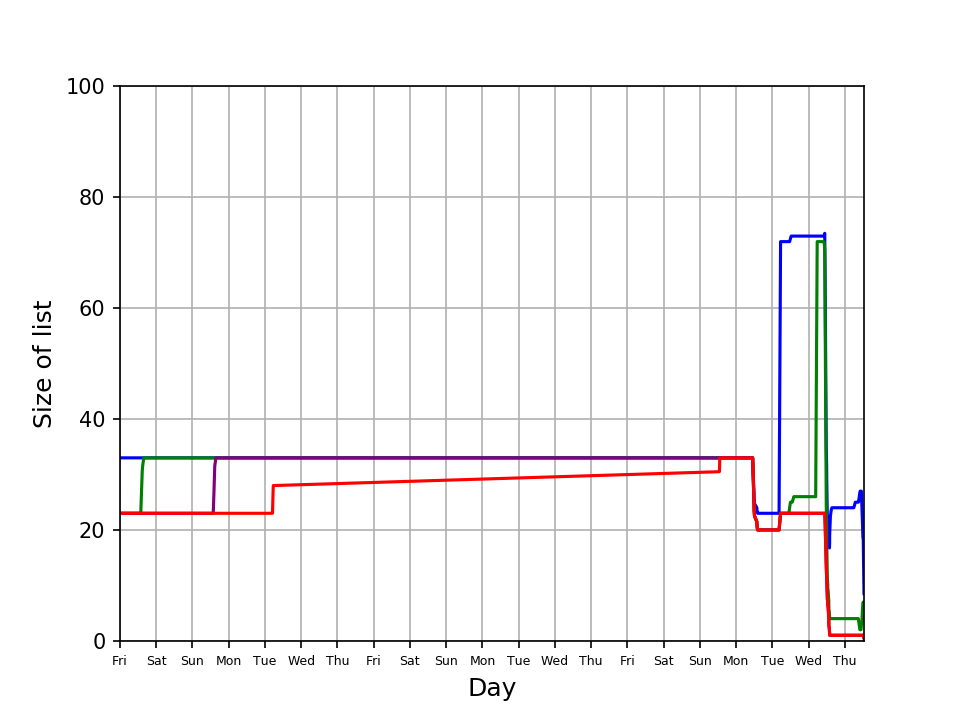 Size of list
100
80
60
40
20
0
Fri Sat Sun Mon Tue Wed Thu Fri Sat Sun Mon Tue Wed Thu Fri Sat Sun Mon Tue Wed Thu
Day